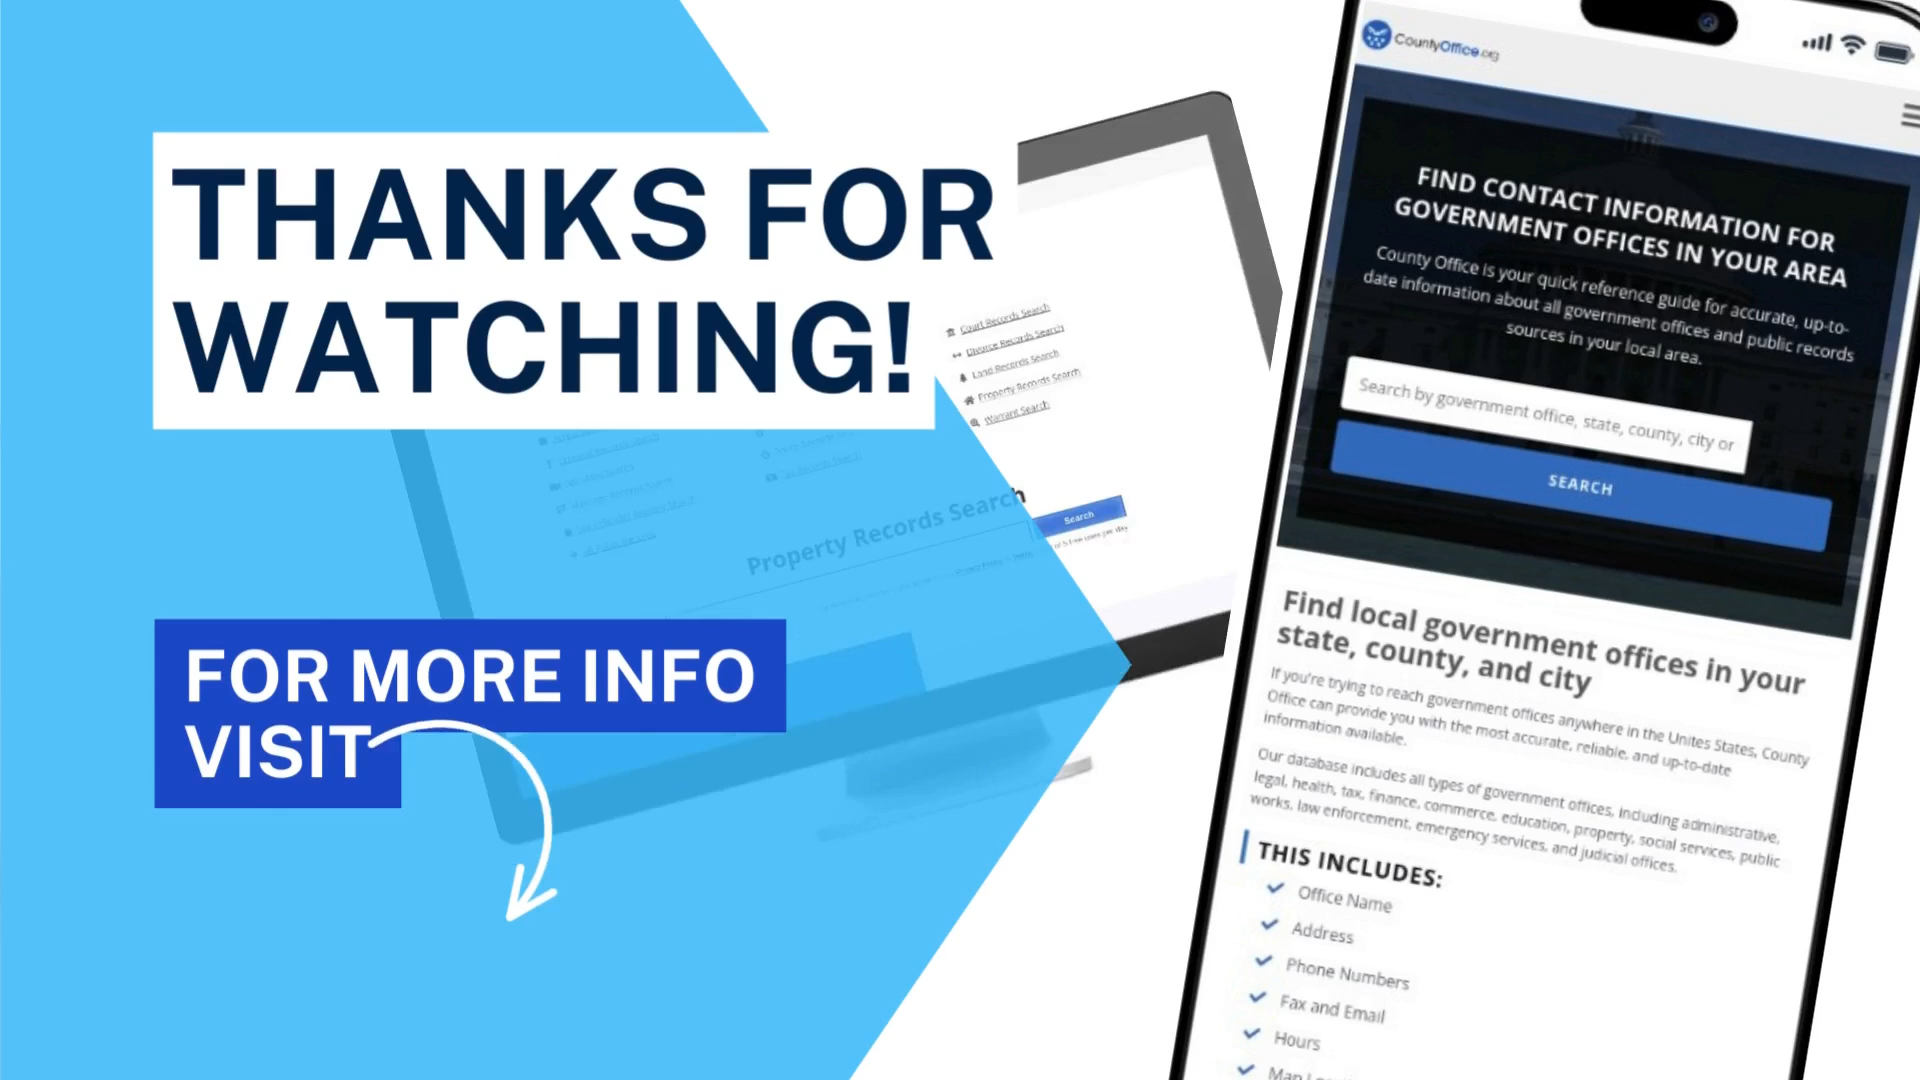 THANKS FOR
WATCHING!
FOR MORE INFO
VISIT
Court Records Search
Divorce Records Search
Land Records Search
Property Records Search
Warrant Search
Property Records Search
Search
CountyOffice.org
FIND CONTACT INFORMATION FOR
GOVERNMENT OFFICES IN YOUR AREA
County Office is your quick reference guide for accurate, up-to-
date information about all government offices and public records
sources in your local area.
Search by government office, state, county, city or
SEARCH
Find local government offices in your
state, county, and city
If you're trying to reach government offices anywhere in the Unites States, County
Office can provide you with the most accurate, reliable, and up-to-date
information available.
Our database includes all types of government offices, including administrative,
legal, health, tax, finance, commerce, education, property, social services, public
works, law enforcement, emergency services, and judicial offices.
THIS INCLUDES:
Office Name
Address
Phone Numbers
Fax and Email
Hours